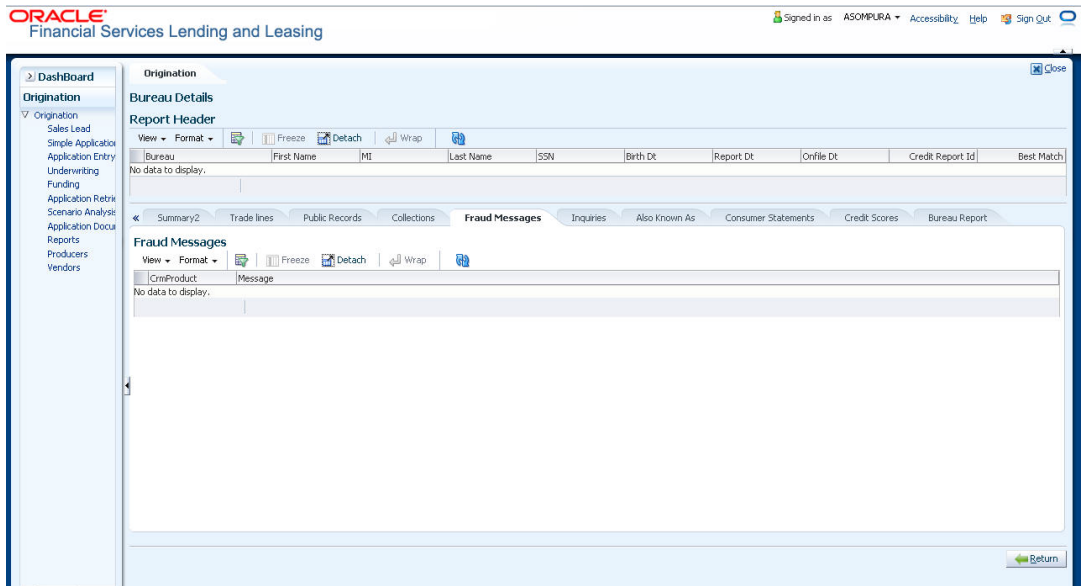 ORACLE
Financial Services Lending and Leasing
Signed in as ASOMPURA Accessibility Help Sign Out
DashBoard
Origination
Origination
Sales Lead
Simple Application
Application Entry
Underwriting
Funding
Application Retrie
Scenario Analysis
Application Docu
Reports
Producers
Vendors
Origination
Close
Bureau Details
Report Header
View Format Freeze Detach Wrap
Bureau First Name MI Last Name SSN Birth Dt Report Dt Onfile Dt Credit Report Id Best Match
No data to display.
« Summary2 Trade lines Public Records Collections Fraud Messages Inquiries Also Known As Consumer Statements Credit Scores Bureau Report
Fraud Messages
View Format Freeze Detach Wrap
CrmProduct Message
No data to display.
Return